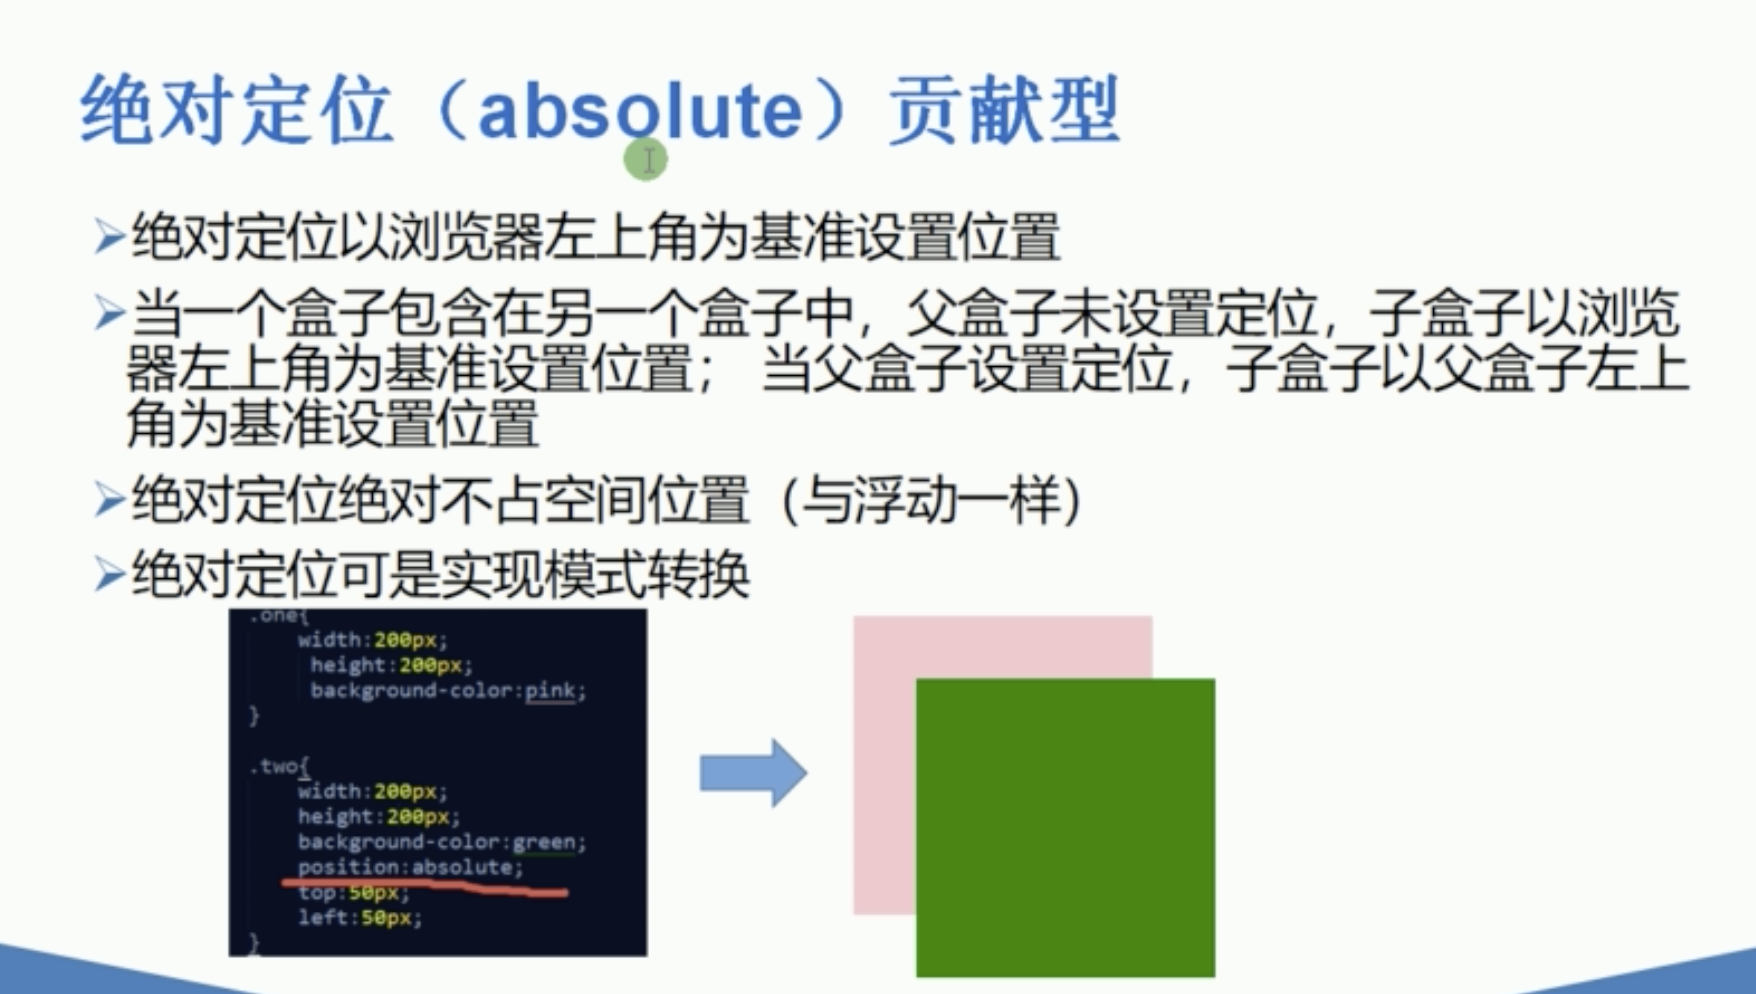 绝对定位（absolute）贡献型
绝对定位以浏览器左上角为基准设置位置
当一个盒子包含在另一个盒子中，父盒子未设置定位，子盒子以浏览
器左上角为基准设置位置； 当父盒子设置定位，子盒子以父盒子左上
角为基准设置位置
绝对定位绝对不占空间位置（与浮动一样）
绝对定位可是实现模式转换
.one{
width:200px;
height:200px;
background-color:pink;
}
.two{
width:200px;
height:200px;
background-color:green;
position:absolute;
top:50px;
left:50px;
}